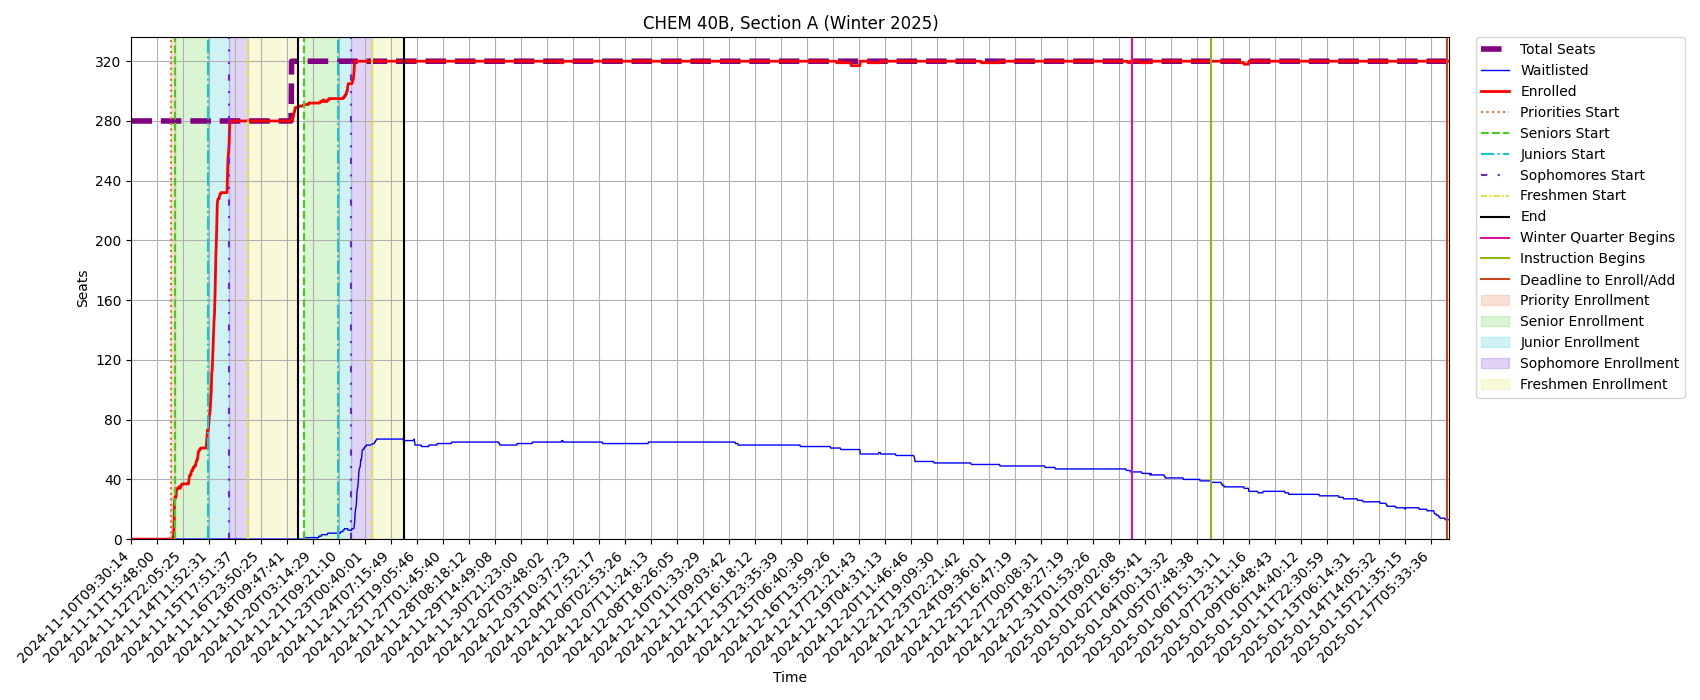 CHEM 40B, Section A (Winter 2025)
Seats
320
280
240
200
160
120
80
40
0
2024-11-10T09:30:14
2024-11-11T15:48:00
2024-11-12T22:05:25
2024-11-14T11:52:31
2024-11-15T17:51:37
2024-11-16T23:50:25
2024-11-18T09:47:41
2024-11-20T03:14:29
2024-11-21T09:21:10
2024-11-23T00:40:01
2024-11-24T07:15:49
2024-11-25T19:05:46
2024-11-27T01:45:40
2024-11-28T08:18:12
2024-11-29T14:49:08
2024-11-30T21:23:00
2024-12-02T03:48:02
2024-12-03T10:37:23
2024-12-04T17:52:17
2024-12-06T02:53:26
2024-12-07T11:24:13
2024-12-08T18:26:05
2024-12-10T01:33:29
2024-12-11T09:03:42
2024-12-12T16:18:12
2024-12-13T23:35:39
2024-12-15T06:40:30
2024-12-16T13:59:26
2024-12-17T21:21:43
2024-12-19T04:31:13
2024-12-20T11:46:46
2024-12-21T19:09:30
2024-12-23T02:21:42
2024-12-24T09:36:01
2024-12-25T16:47:19
2024-12-27T00:08:31
2024-12-29T18:27:19
2024-12-31T01:53:26
2025-01-01T09:02:08
2025-01-02T16:55:41
2025-01-04T00:13:32
2025-01-05T07:48:38
2025-01-06T15:13:11
2025-01-07T23:11:16
2025-01-09T06:48:43
2025-01-10T14:40:12
2025-01-11T22:30:59
2025-01-13T06:14:31
2025-01-14T14:05:32
2025-01-15T21:35:15
2025-01-17T05:33:36
Time
Total Seats
Waitlisted
Enrolled
Priorities Start
Seniors Start
Juniors Start
Sophomores Start
Freshmen Start
End
Winter Quarter Begins
Instruction Begins
Deadline to Enroll/Add
Priority Enrollment
Senior Enrollment
Junior Enrollment
Sophomore Enrollment
Freshmen Enrollment